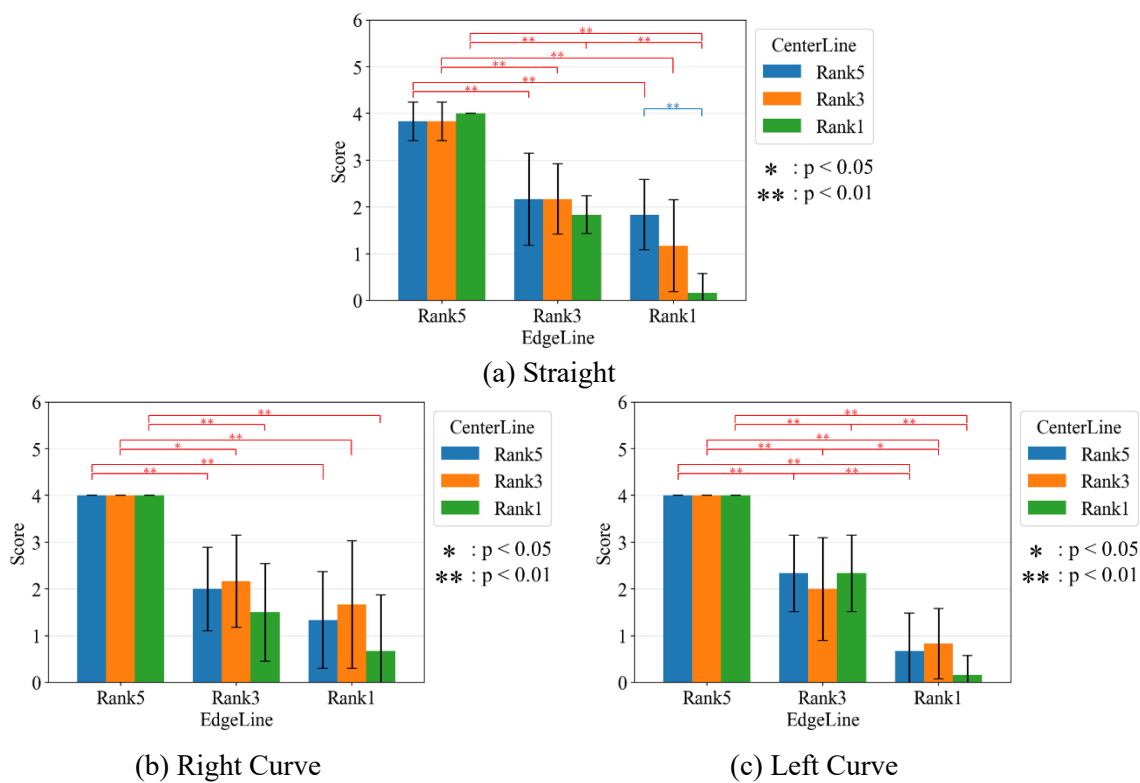 6
5
4
3
2
1
0
Score
**
**
**
**
**
**
**
**
Rank5
Rank3
Rank1
EdgeLine
CenterLine
Rank5
Rank3
Rank1
* : p < 0.05
** : p < 0.01
(a) Straight
6
5
4
3
2
1
0
Score
**
**
**
*
**
**
Rank5
Rank3
Rank1
EdgeLine
CenterLine
Rank5
Rank3
Rank1
* : p < 0.05
** : p < 0.01
(b) Right Curve
6
5
4
3
2
1
0
Score
**
**
**
**
**
*
**
**
**
Rank5
Rank3
Rank1
EdgeLine
CenterLine
Rank5
Rank3
Rank1
* : p < 0.05
** : p < 0.01
(c) Left Curve